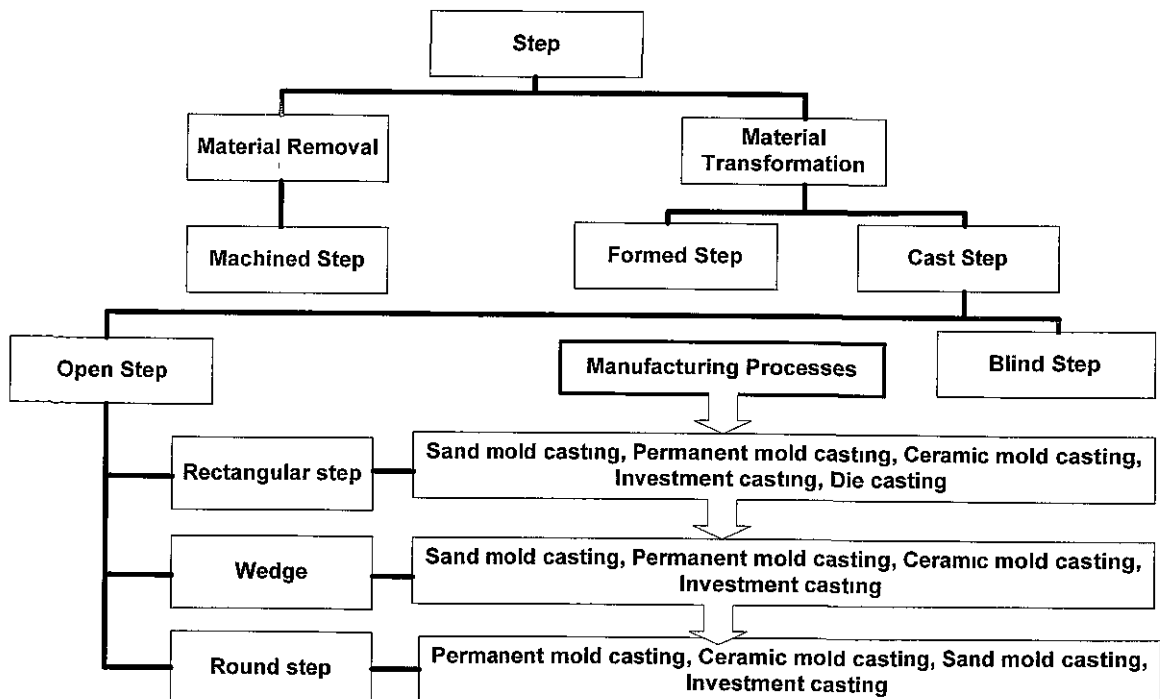 Step
Material Removal
Material
Transformation
Machined Step
Formed Step
Cast Step
Open Step
Manufacturing Processes
Blind Step
Rectangular step
Sand mold casting, Permanent mold casting, Ceramic mold casting,
Investment casting, Die casting
Wedge
Sand mold casting, Permanent mold casting, Ceramic mold casting,
Investment casting
Round step
Permanent mold casting, Ceramic mold casting, Sand mold casting,
Investment casting